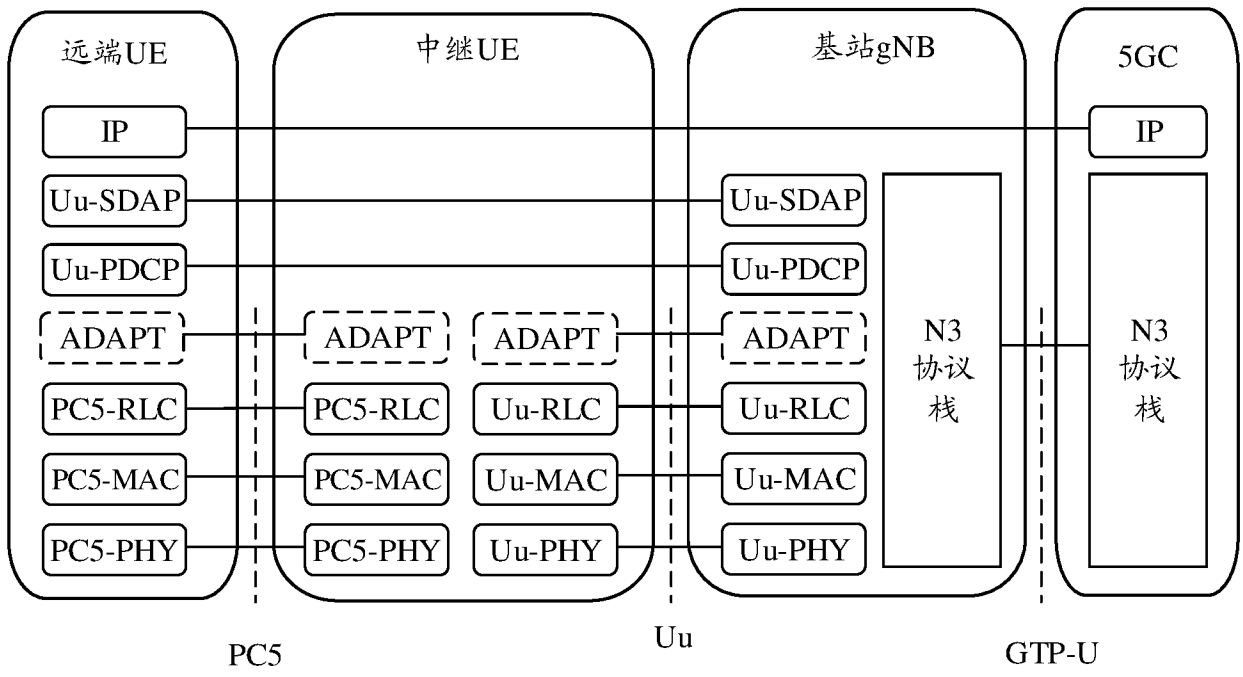 远端UE
中继UE
基站gNB
5GC
IP
IP
Uu-SDAP
Uu-SDAP
Uu-PDCP
Uu-PDCP
ADAPT
ADAPT
ADAPT
ADAPT
N3
协议
栈
N3
协议
栈
PC5-RLC
PC5-RLC
Uu-RLC
Uu-RLC
PC5-MAC
PC5-MAC
Uu-MAC
Uu-MAC
PC5-PHY
PC5-PHY
Uu-PHY
Uu-PHY
PC5
Uu
GTP-U